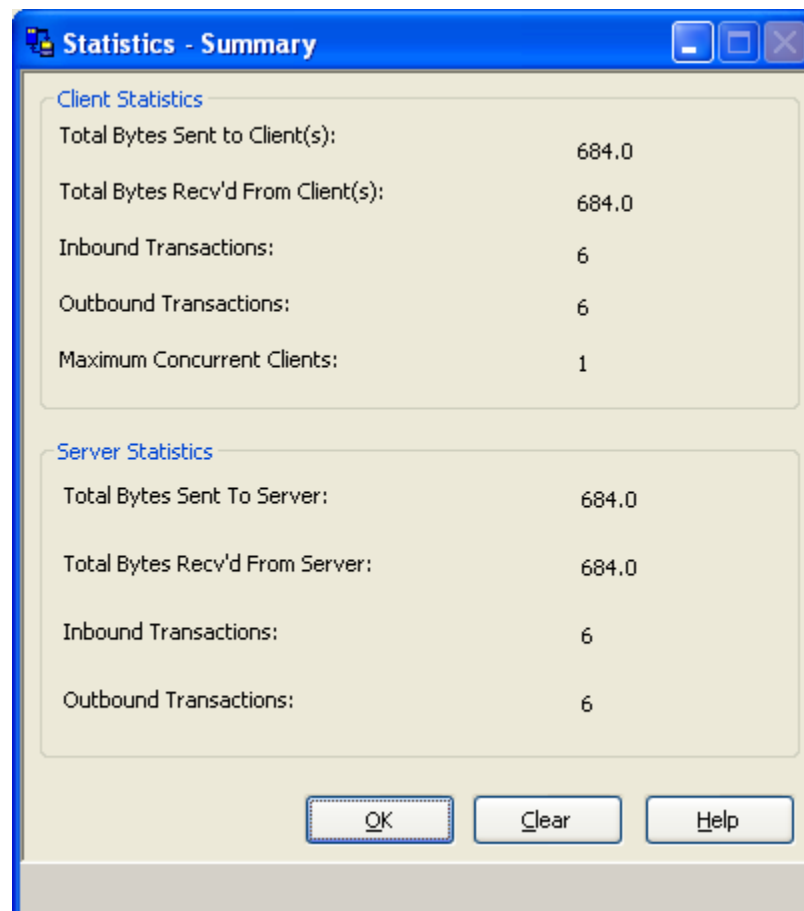 Statistics - Summary
Client Statistics
Total Bytes Sent to Client(s): 684.0
Total Bytes Recv'd From Client(s): 684.0
Inbound Transactions: 6
Outbound Transactions: 6
Maximum Concurrent Clients: 1
Server Statistics
Total Bytes Sent To Server: 684.0
Total Bytes Recv'd From Server: 684.0
Inbound Transactions: 6
Outbound Transactions: 6
OK Clear Help